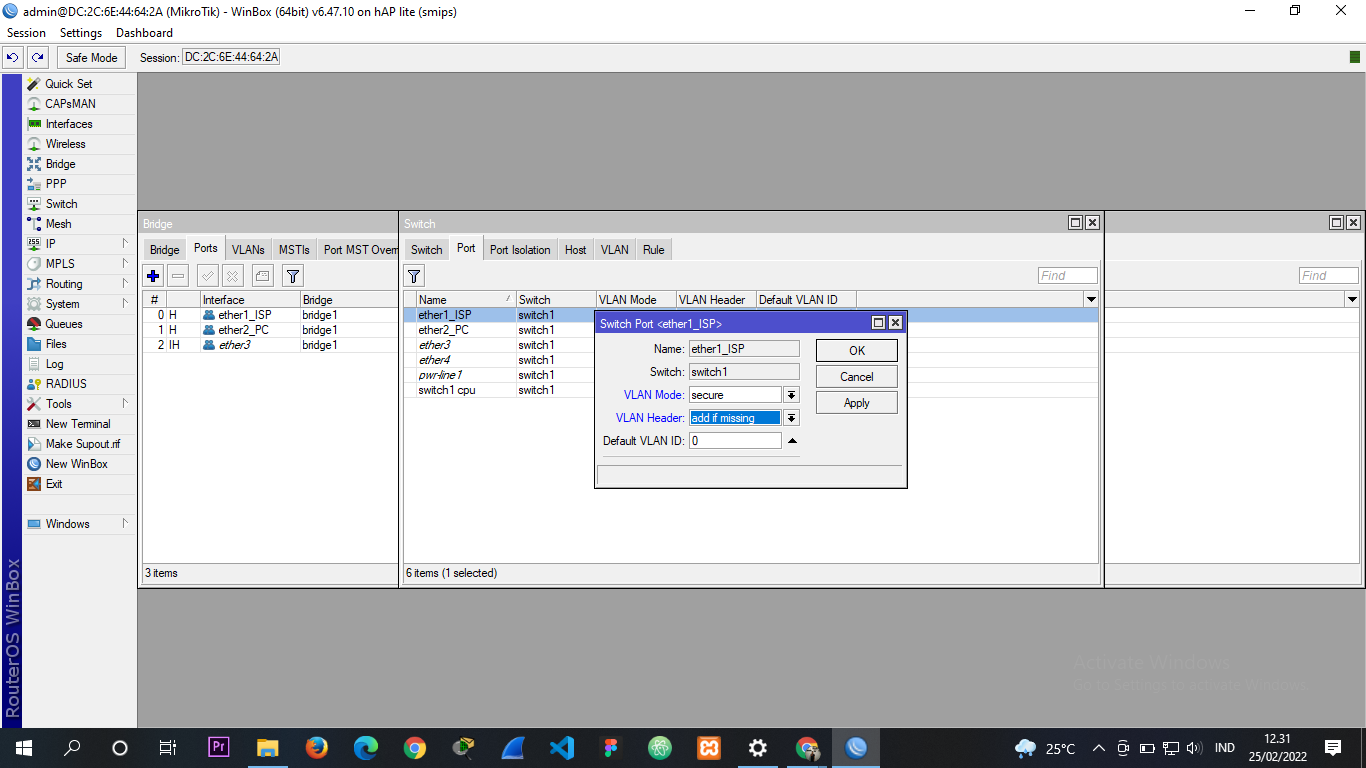 admin@DC:2C:6E:44:64:2A (MikroTik) - WinBox (64bit) v6.47.10 on hAP lite (smips)
Session Settings Dashboard
Safe Mode Session: DC:2C:6E:44:64:2A
Quick Set
CAPsMAN
Interfaces
Wireless
Bridge
PPP
Switch
Mesh
IP
MPLS
Routing
System
Queues
Files
Log
RADIUS
Tools
New Terminal
Make Supout.rif
New WinBox
Exit
Windows
RouterOS WinBox
Bridge
Bridge Ports VLANs MSTIs Port MST Overr
# Interface Bridge
0 H ether1_ISP bridge1
1 H ether2_PC bridge1
2 IH ether3 bridge1
3 items
Switch
Switch Port Port Isolation Host VLAN Rule
Find
Find
Name Switch VLAN Mode VLAN Header Default VLAN ID
ether1_ISP switch1
ether2_PC switch1
ether3 switch1
ether4 switch1
pwr-line1 switch1
switch1 cpu switch1
6 items (1 selected)
Switch Port <ether1_ISP>
Name: ether1_ISP
Switch: switch1
VLAN Mode: secure
VLAN Header: add if missing
Default VLAN ID: 0
OK
Cancel
Apply
Activate Windows
Go to Settings to activate Windows.
Pr
25°C IND
12.31
25/02/2022